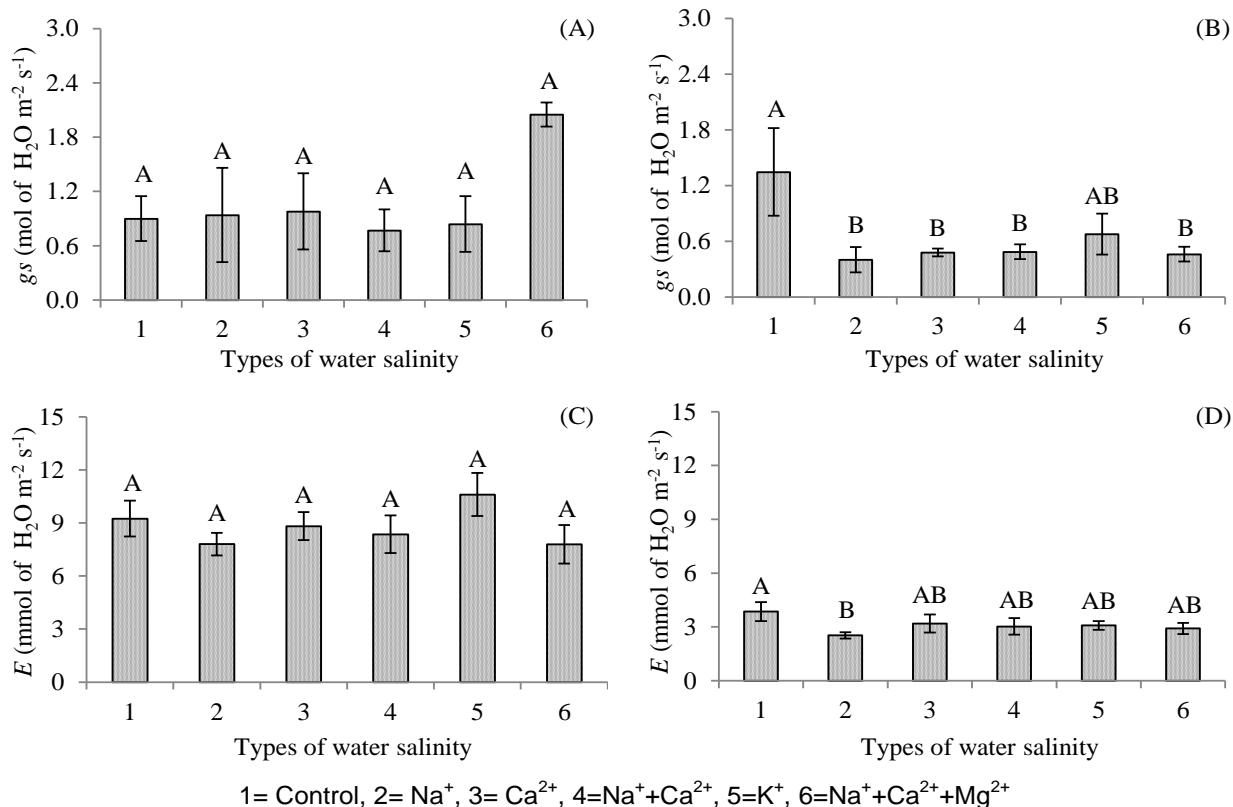 (A)
3.0
2.4
1.8
1.2
0.6
0.0
gs (mol of H₂O m⁻² s⁻¹)
A A A A A A
1 2 3 4 5 6
Types of water salinity
(B)
3.0
2.4
1.8
1.2
0.6
0.0
gs (mol of H₂O m⁻² s⁻¹)
A B B B AB B
1 2 3 4 5 6
Types of water salinity
(C)
15
12
9
6
3
0
E (mmol of H₂O m⁻² s⁻¹)
A A A A A A
1 2 3 4 5 6
Types of water salinity
(D)
15
12
9
6
3
0
E (mmol of H₂O m⁻² s⁻¹)
A B AB AB AB AB
1 2 3 4 5 6
Types of water salinity
1= Control, 2= Na⁺, 3= Ca²⁺, 4=Na⁺+Ca²⁺, 5=K⁺, 6=Na⁺+Ca²⁺+Mg²⁺